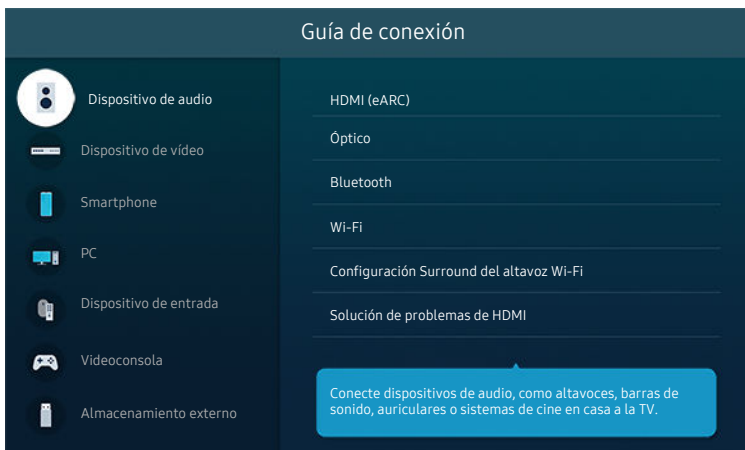 Guía de conexión
Dispositivo de audio
Dispositivo de vídeo
Smartphone
PC
Dispositivo de entrada
Videoconsola
Almacenamiento externo
HDMI (eARC)
Óptico
Bluetooth
Wi-Fi
Configuración Surround del altavoz Wi-Fi
Solución de problemas de HDMI
Conecte dispositivos de audio, como altavoces, barras de
sonido, auriculares o sistemas de cine en casa a la TV.